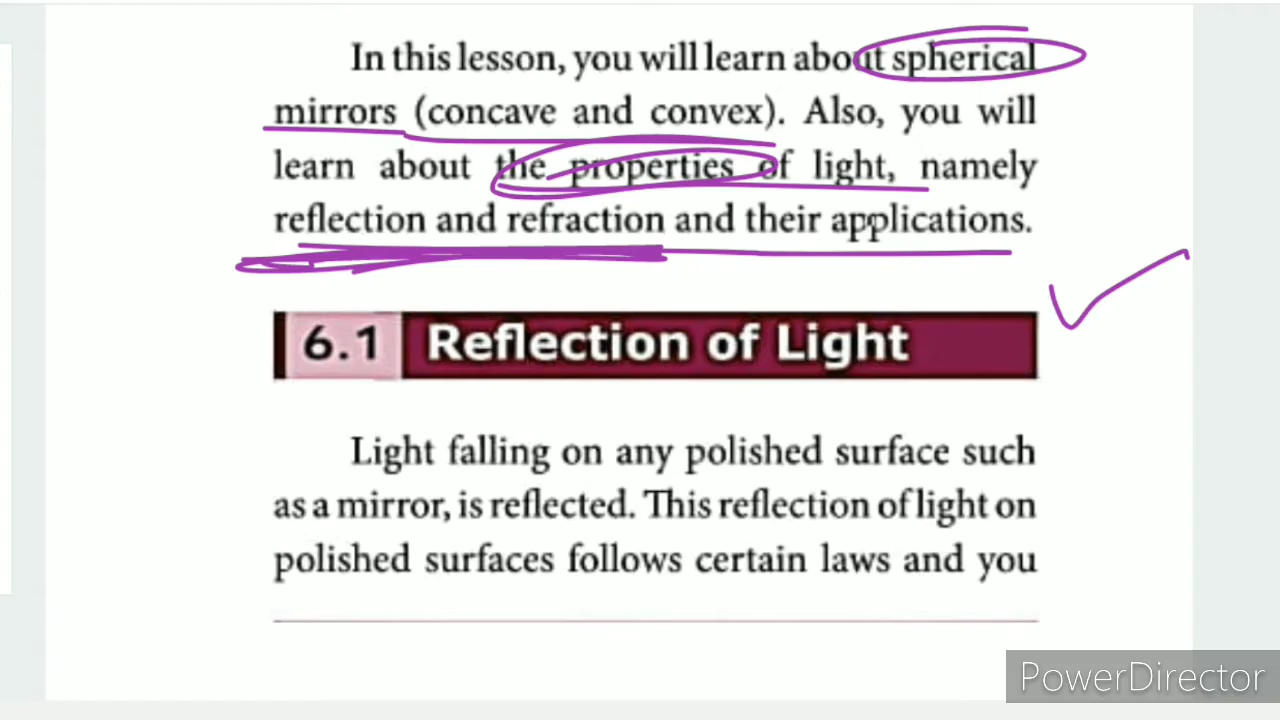 In this lesson, you will learn about spherical
mirrors (concave and convex). Also, you will
learn about the properties of light, namely
reflection and refraction and their applications.
6.1 Reflection of Light
Light falling on any polished surface such
as a mirror, is reflected. This reflection of light on
polished surfaces follows certain laws and you
PowerDirector